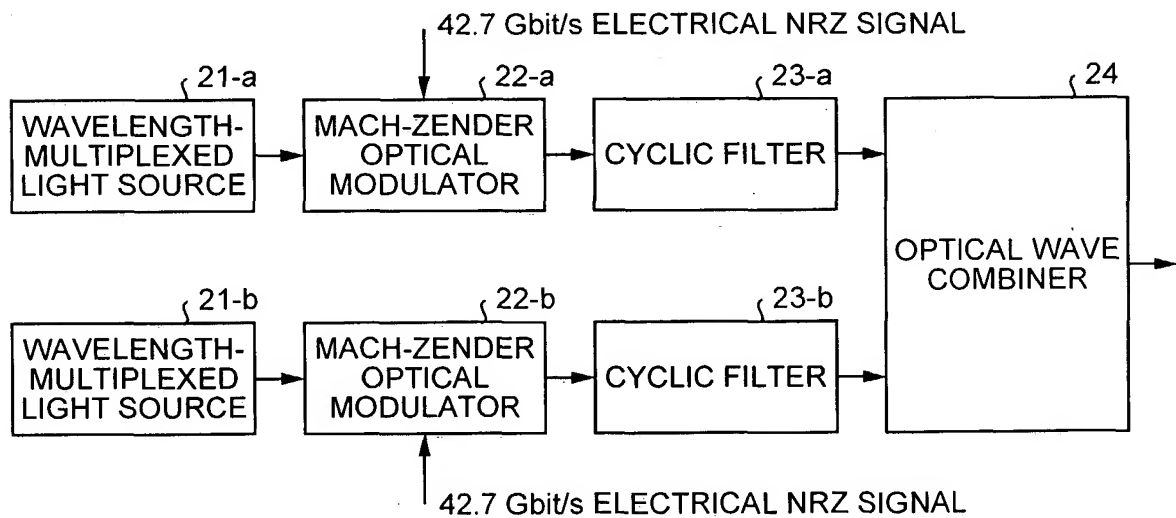 42.7 Gbit/s ELECTRICAL NRZ SIGNAL
21-a
22-a
23-a
24
WAVELENGTH-
MULTIPLEXED
LIGHT SOURCE
MACH-ZENDER
OPTICAL
MODULATOR
CYCLIC FILTER
OPTICAL WAVE
COMBINER
21-b
22-b
23-b
WAVELENGTH-
MULTIPLEXED
LIGHT SOURCE
MACH-ZENDER
OPTICAL
MODULATOR
CYCLIC FILTER
42.7 Gbit/s ELECTRICAL NRZ SIGNAL